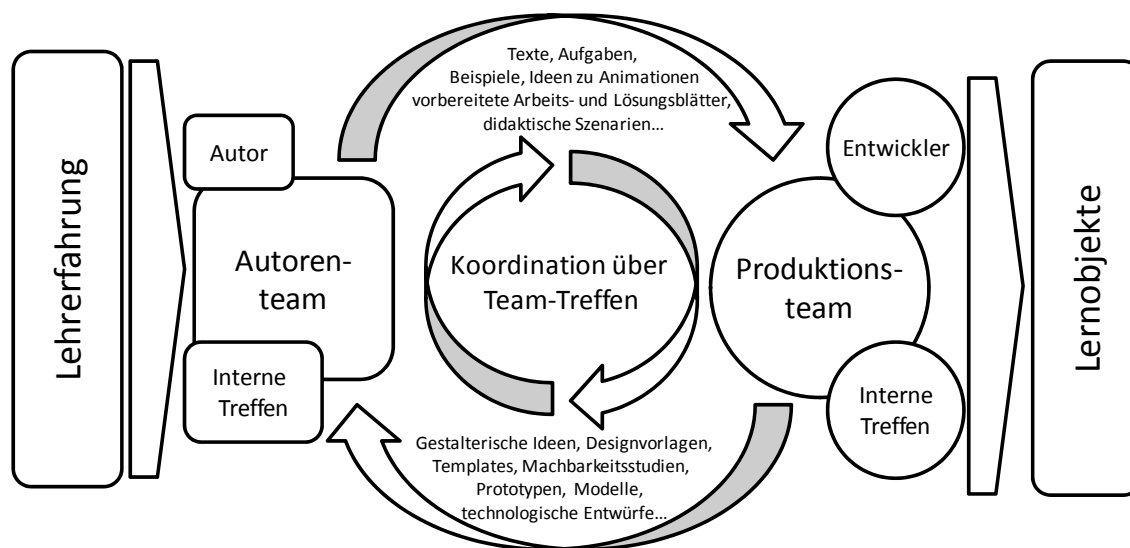 Lehrerfahrung
Autor
Autoren-
team
Interne
Treffen
Texte, Aufgaben,
Beispiele, Ideen zu Animationen
vorbereitete Arbeits- und Lösungsblätter,
didaktische Szenarien...
Koordination über
Team-Treffen
Gestalterische Ideen, Designvorlagen,
Templates, Machbarkeitsstudien,
Prototypen, Modelle,
technologische Entwürfe...
Entwickler
Produktions-
team
Interne
Treffen
Lernobjekte